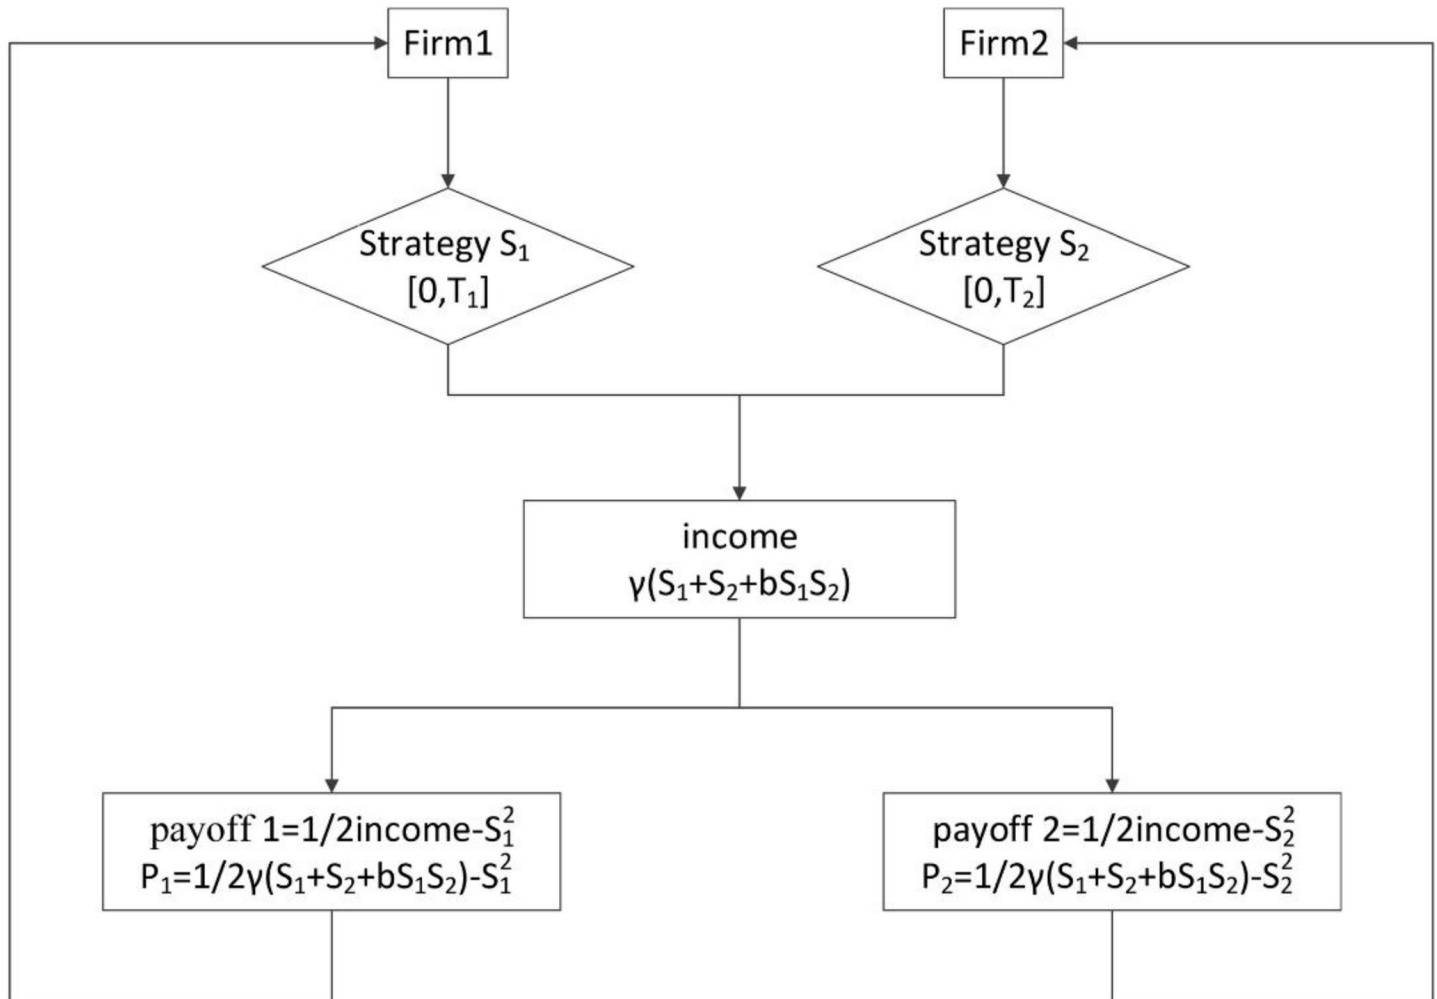 Firm1
Firm2
Strategy S₁
[0,T₁]
Strategy S₂
[0,T₂]
income
γ(S₁+S₂+bS₁S₂)
payoff 1=1/2income-S₁²
P₁=1/2γ(S₁+S₂+bS₁S₂)-S₁²
payoff 2=1/2income-S₂²
P₂=1/2γ(S₁+S₂+bS₁S₂)-S₂²